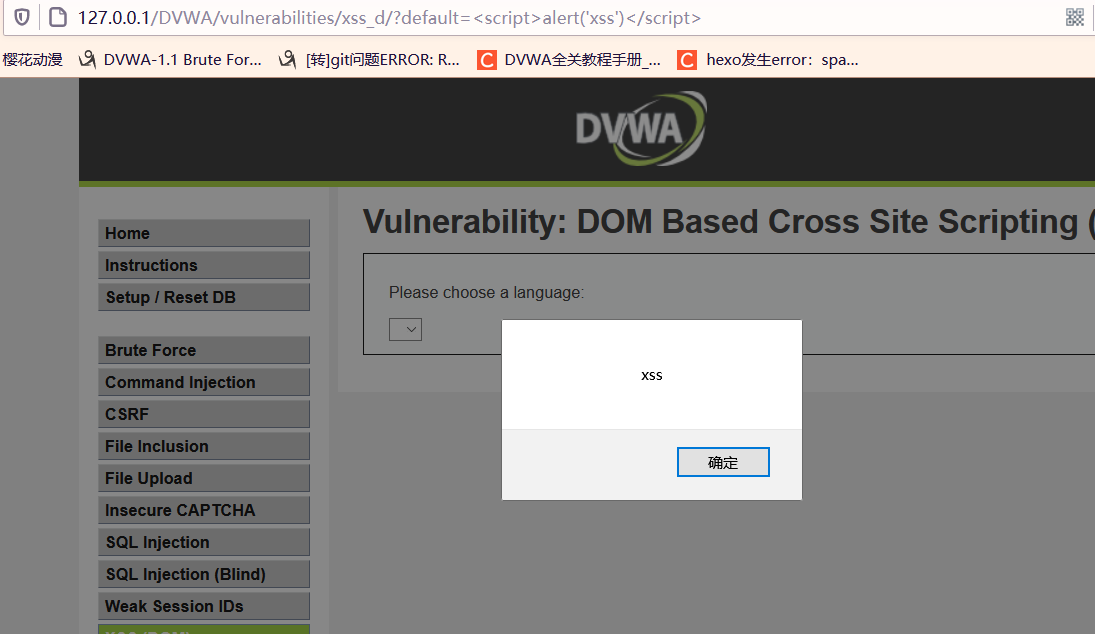 127.0.0.1/DVWA/vulnerabilities/xss_d/?default=<script>alert('xss')</script>
樱花动漫 DVWA-1.1 Brute For... [转]git问题ERROR: R... C DVWA全关教程手册_... C hexo发生error：spa...
DVWA
Vulnerability: DOM Based Cross Site Scripting (
Home
Instructions
Setup / Reset DB
Please choose a language:
xss
确定
Brute Force
Command Injection
CSRF
File Inclusion
File Upload
Insecure CAPTCHA
SQL Injection
SQL Injection (Blind)
Weak Session IDs